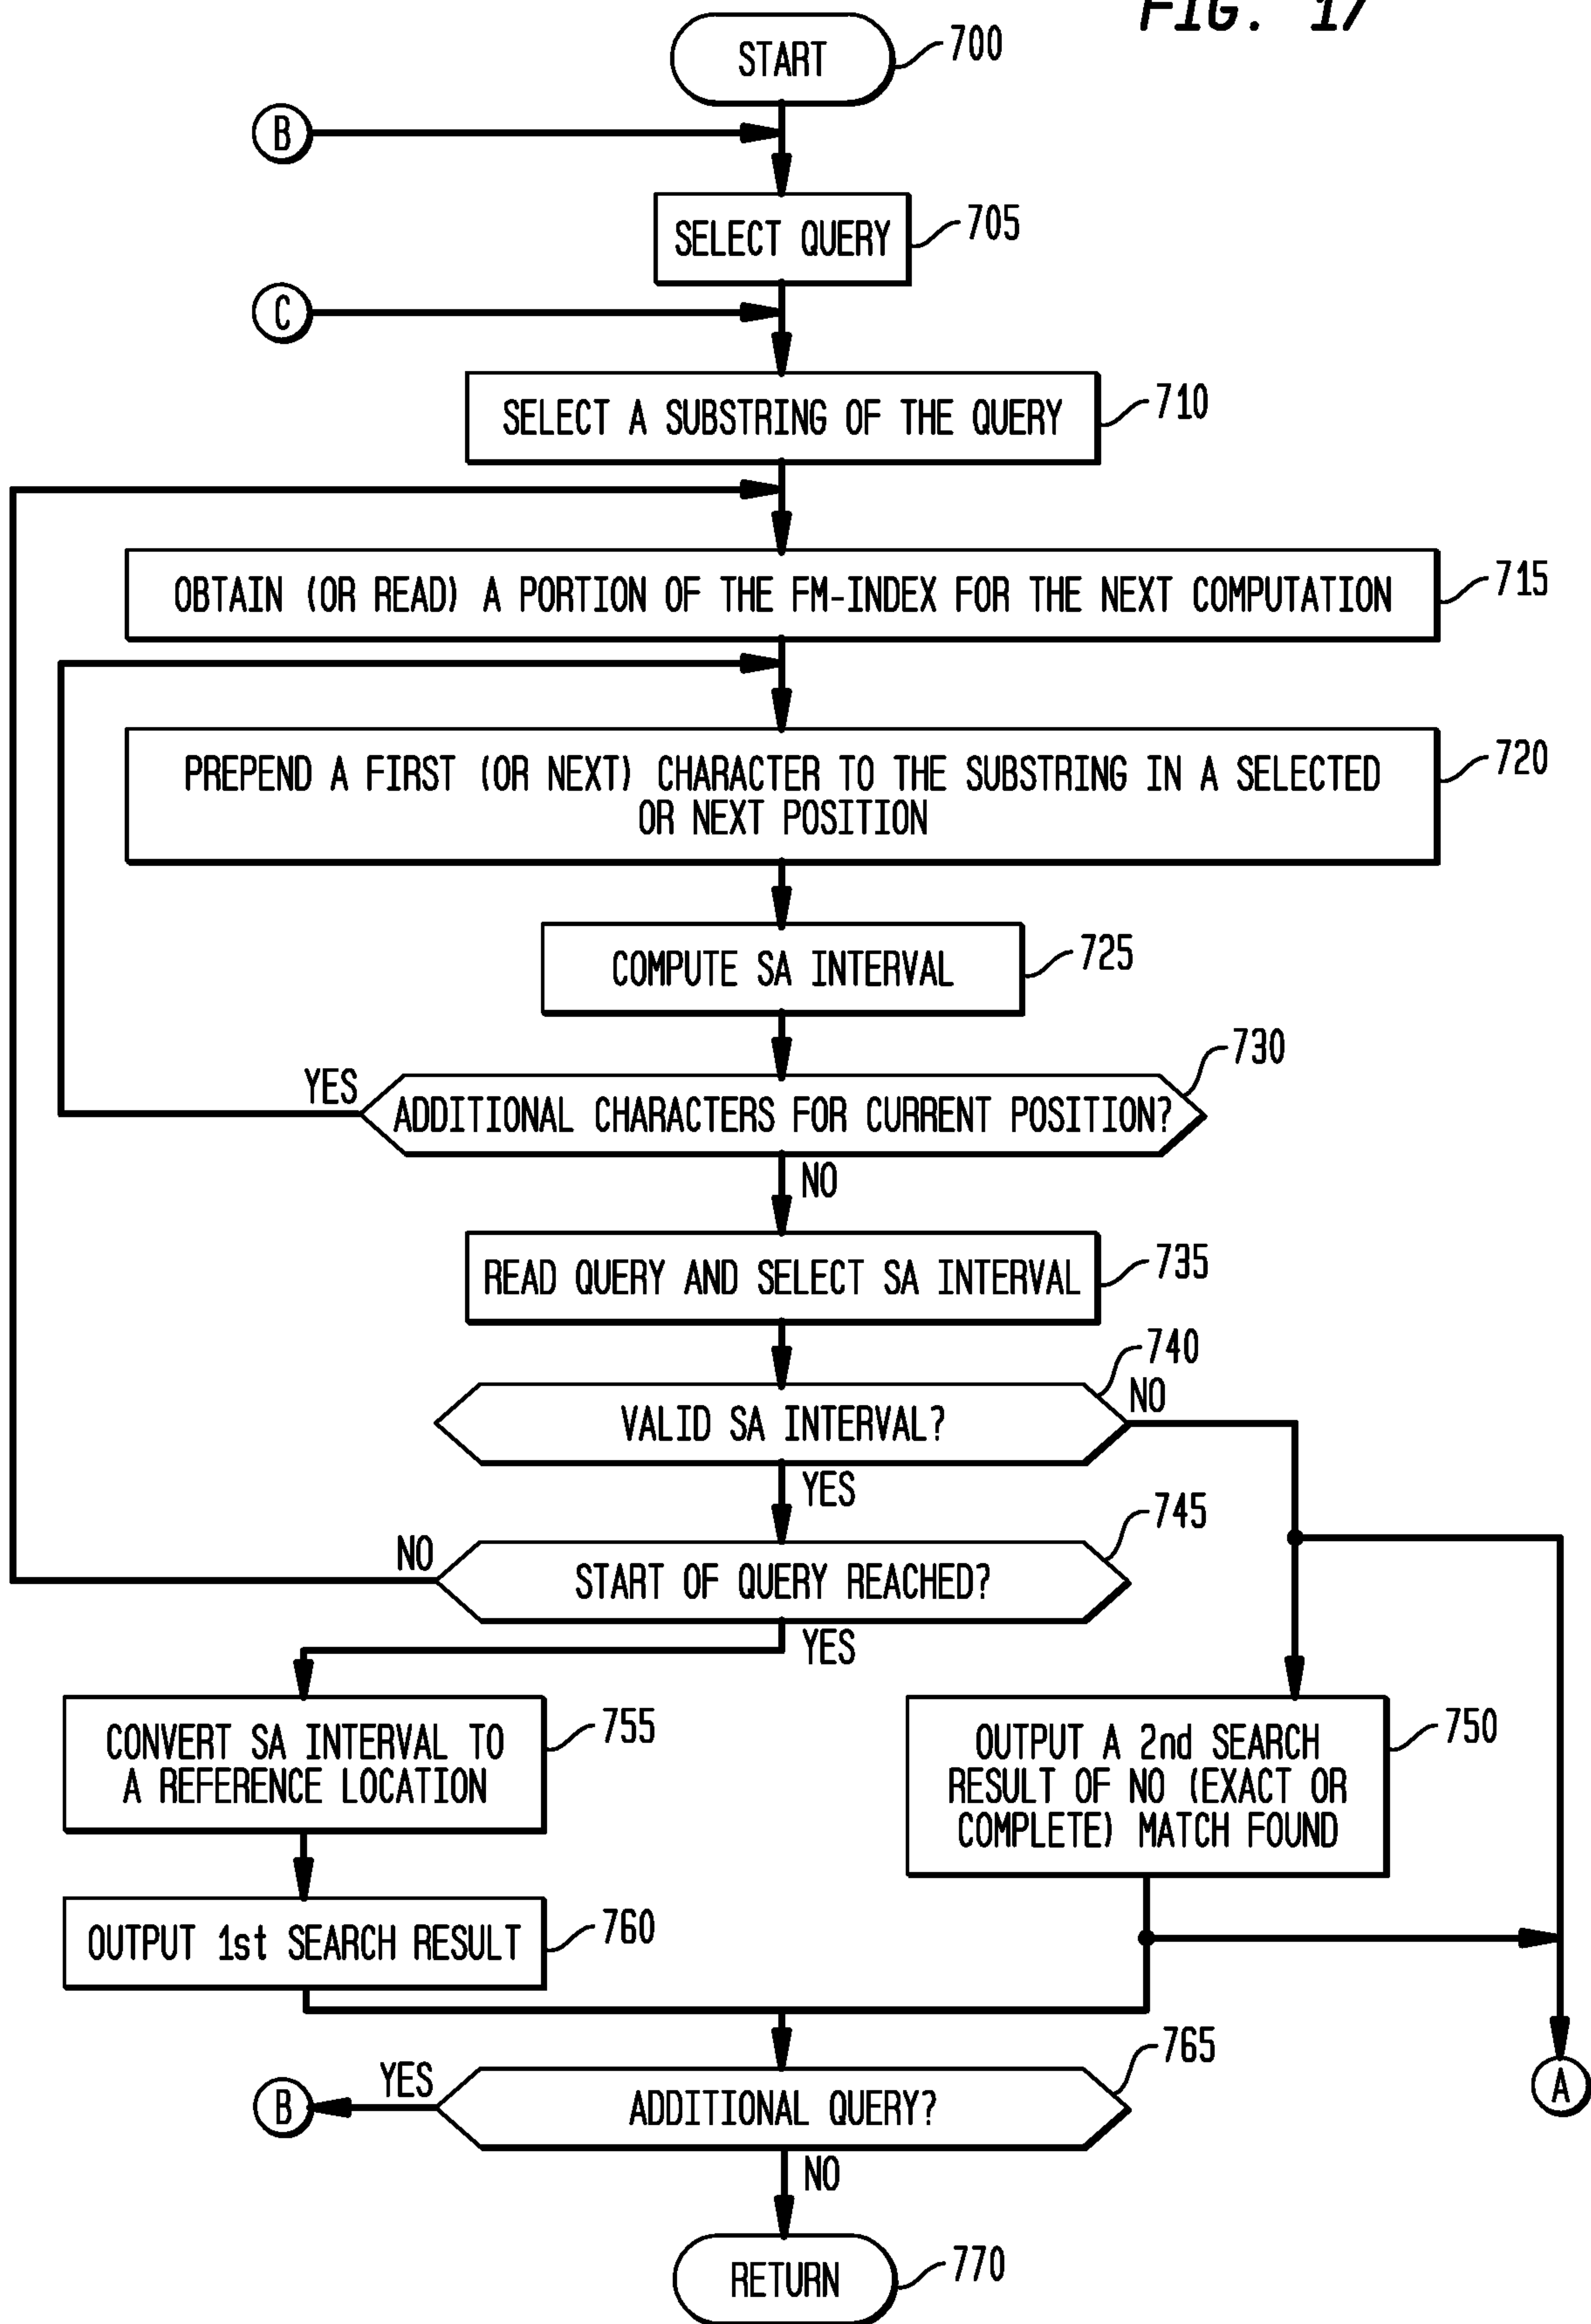 FIG. 17
START
700
B
SELECT QUERY
705
C
SELECT A SUBSTRING OF THE QUERY
710
OBTAIN (OR READ) A PORTION OF THE FM-INDEX FOR THE NEXT COMPUTATION
715
PREPEND A FIRST (OR NEXT) CHARACTER TO THE SUBSTRING IN A SELECTED
OR NEXT POSITION
720
COMPUTE SA INTERVAL
725
730
YES
ADDITIONAL CHARACTERS FOR CURRENT POSITION?
NO
READ QUERY AND SELECT SA INTERVAL
735
740
NO
VALID SA INTERVAL?
YES
745
NO
START OF QUERY REACHED?
YES
CONVERT SA INTERVAL TO
A REFERENCE LOCATION
755
OUTPUT A 2nd SEARCH
RESULT OF NO (EXACT OR
COMPLETE) MATCH FOUND
750
OUTPUT 1st SEARCH RESULT
760
765
YES
B
ADDITIONAL QUERY?
A
NO
RETURN
770